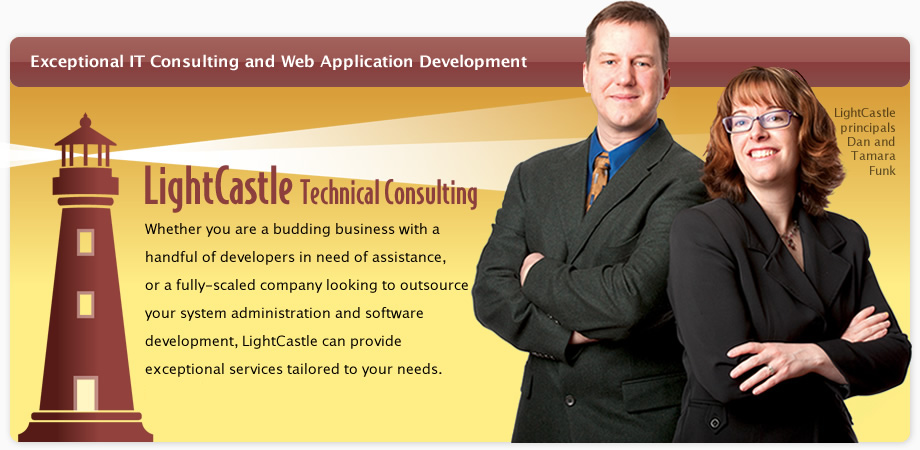 Exceptional IT Consulting and Web Application Development
LightCastle Technical Consulting
Whether you are a budding business with a
handful of developers in need of assistance,
or a fully-scaled company looking to outsource
your system administration and software
development, LightCastle can provide
exceptional services tailored to your needs.
LightCastle
principals
Dan and
Tamara
Funk